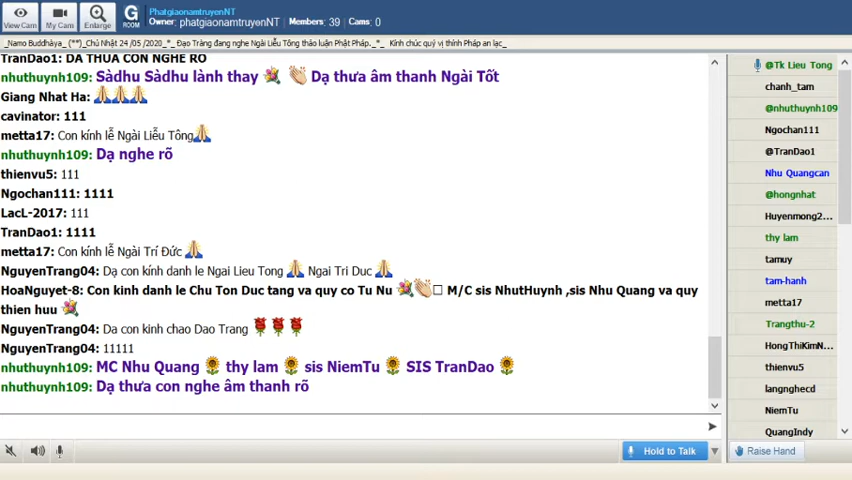 View Cam
My Cam
Enlarge
G
ROOM
PhatgiaonamtruyenNT
Owner: phatgiaonamtruyenNT | Members: 39 | Cams: 0
_Namo Buddhàya_ (**)_Chủ Nhật 24 /05 /2020_*_Đạo Tràng đang nghe Ngài Liễu Tông thảo luận Phật Pháp._*_ Kính chúc quý vị thính Pháp an lạc_
TranDao1: DA THUA CON NGHE RO
nhuthuynh109: Sàdhu Sàdhu lành thay 💐 👏 Dạ thưa âm thanh Ngài Tốt
Giang Nhat Ha: 🙏🙏🙏
cavinator: 111
metta17: Con kính lễ Ngài Liễu Tông🙏
nhuthuynh109: Dạ nghe rõ
thienvu5: 111
Ngochan111: 1111
LacL-2017: 111
TranDao1: 1111
metta17: Con kính lễ Ngài Trí Đức 🙏
NguyenTrang04: Dạ con kính danh le Ngai Lieu Tong 🙏 Ngai Tri Duc 🙏
HoaNguyet-8: Con kinh danh le Chu Ton Duc tang va quy co Tu Nu 💐👏□ M/C sis NhutHuynh ,sis Nhu Quang va quy
thien huu 💐
NguyenTrang04: Da con kinh chao Dao Trang 🌹🌹🌹
NguyenTrang04: 11111
nhuthuynh109: MC Nhu Quang 🌻 thy lam 🌻 sis NiemTu 🌻 SIS TranDao 🌻
nhuthuynh109: Dạ thưa con nghe âm thanh rõ
@Tk Lieu Tong
chanh_tam
@nhuthuynh109
Ngochan111
@TranDao1
Nhu Quangcan
@hongnhat
Huyenmong2...
thy lam
tamuy
tam-hanh
metta17
Trangthu-2
HongThiKimN...
thienvu5
langnghecd
NiemTu
QuangIndy
Hold to Talk
Raise Hand